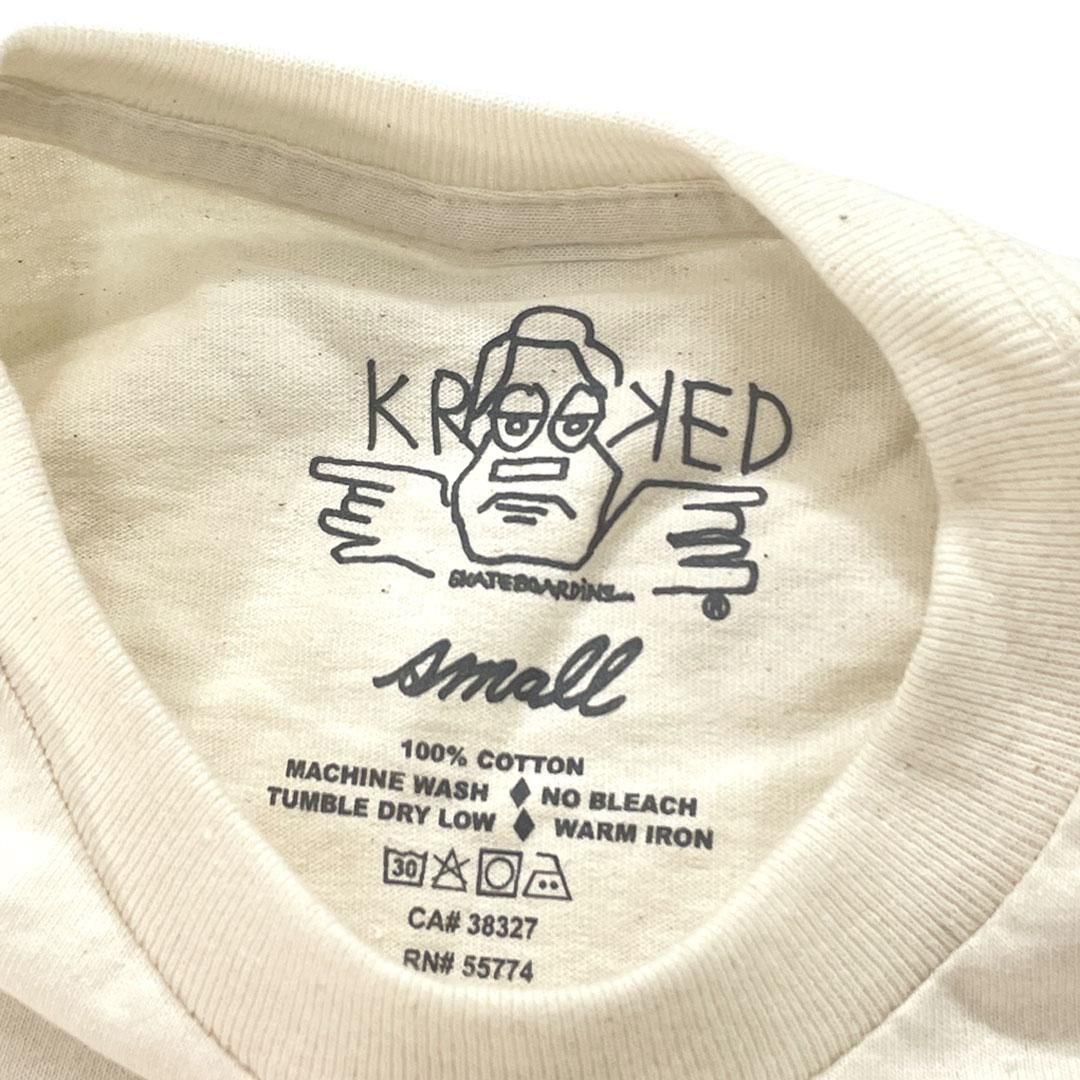 KROOKED
SKATEBOARDING...
®
small
100% COTTON
MACHINE WASH ♦ NO BLEACH
TUMBLE DRY LOW ♦ WARM IRON
30
CA# 38327
RN# 55774